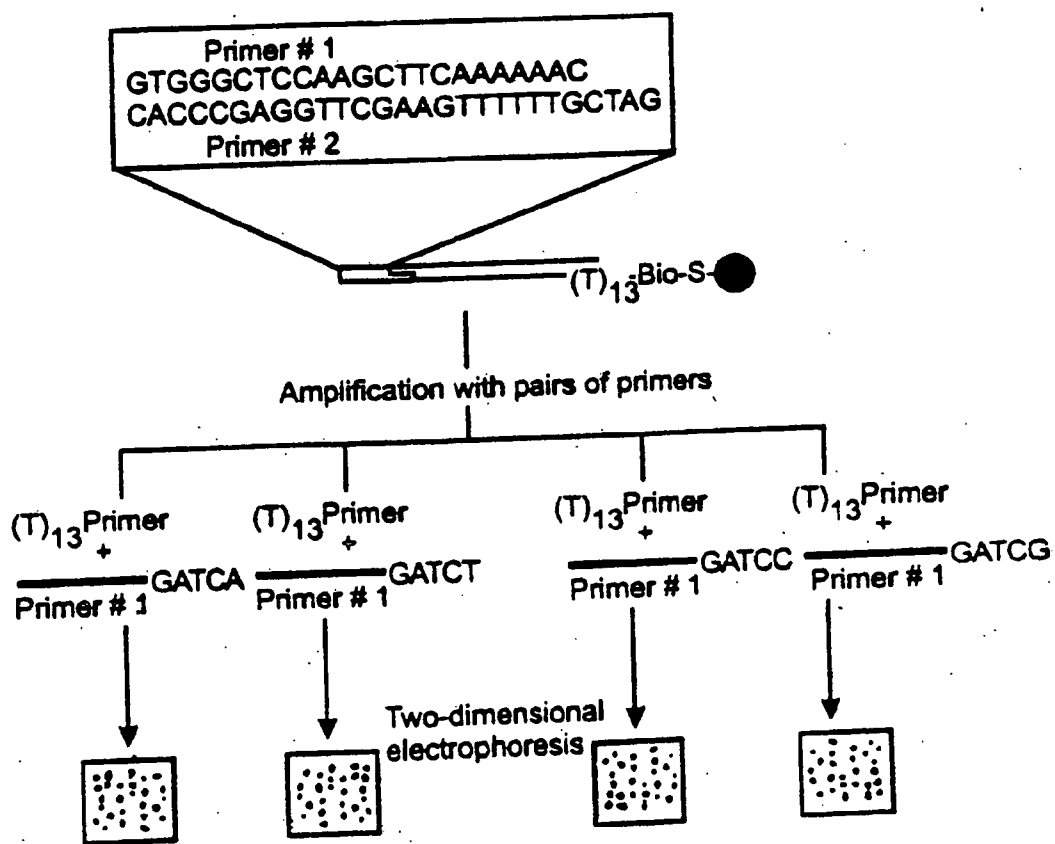 Primer # 1
GTGGGCTCCAAGCTTCAAAAAAC
CACCCGAGGTTCGAAGTTTTTTGCTAG
Primer # 2
(T)13-Bio-S-
Amplification with pairs of primers
(T)13Primer
+
GATCA
Primer # 1
(T)13Primer
+
GATCT
Primer # 1
(T)13Primer
+
GATCC
Primer # 1
(T)13Primer
+
GATCG
Primer # 1
Two-dimensional
electrophoresis